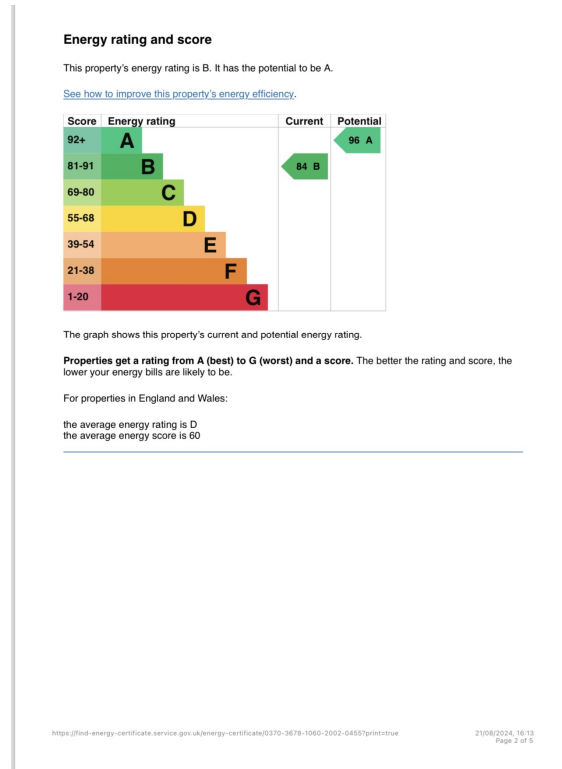 Energy rating and score
This property's energy rating is B. It has the potential to be A.
See how to improve this property's energy efficiency.
Score Energy rating Current Potential
92+ A 96 A
81-91 B 84 B
69-80 C
55-68 D
39-54 E
21-38 F
1-20 G
The graph shows this property's current and potential energy rating.
Properties get a rating from A (best) to G (worst) and a score. The better the rating and score, the
lower your energy bills are likely to be.
For properties in England and Wales:
the average energy rating is D
the average energy score is 60
https://find-energy-certificate.service.gov.uk/energy-certificate/0370-3678-1060-2002-0455?print=true 21/08/2024, 16:13
Page 2 of 5